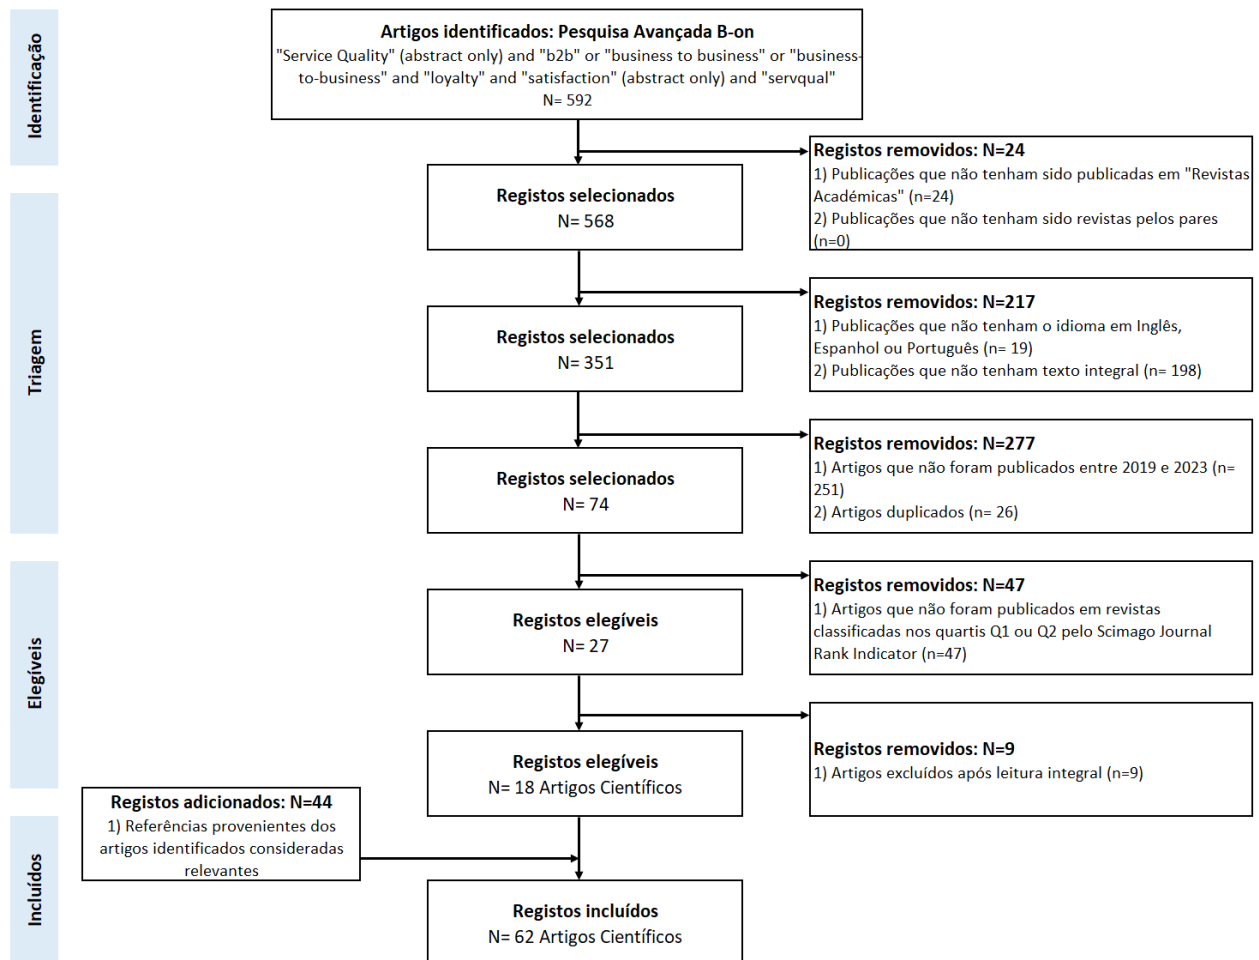 Identificação
Artigos identificados: Pesquisa Avançada B-on
"Service Quality" (abstract only) and "b2b" or "business to business" or "business-
to-business" and "loyalty" and "satisfaction" (abstract only) and "servqual"
N= 592
Registos removidos: N=24
1) Publicações que não tenham sido publicadas em "Revistas
Académicas" (n=24)
2) Publicações que não tenham sido revistas pelos pares
(n=0)
Triagem
Registos selecionados
N= 568
Registos removidos: N=217
1) Publicações que não tenham o idioma em Inglês,
Espanhol ou Português (n= 19)
2) Publicações que não tenham texto integral (n= 198)
Registos selecionados
N= 351
Registos removidos: N=277
1) Artigos que não foram publicados entre 2019 e 2023 (n=
251)
2) Artigos duplicados (n= 26)
Registos selecionados
N= 74
Elegíveis
Registos removidos: N=47
1) Artigos que não foram publicados em revistas
classificadas nos quartis Q1 ou Q2 pelo Scimago Journal
Rank Indicator (n=47)
Registos elegíveis
N= 27
Registos removidos: N=9
1) Artigos excluídos após leitura integral (n=9)
Registos elegíveis
N= 18 Artigos Científicos
Incluídos
Registos adicionados: N=44
1) Referências provenientes dos
artigos identificados consideradas
relevantes
Registos incluídos
N= 62 Artigos Científicos